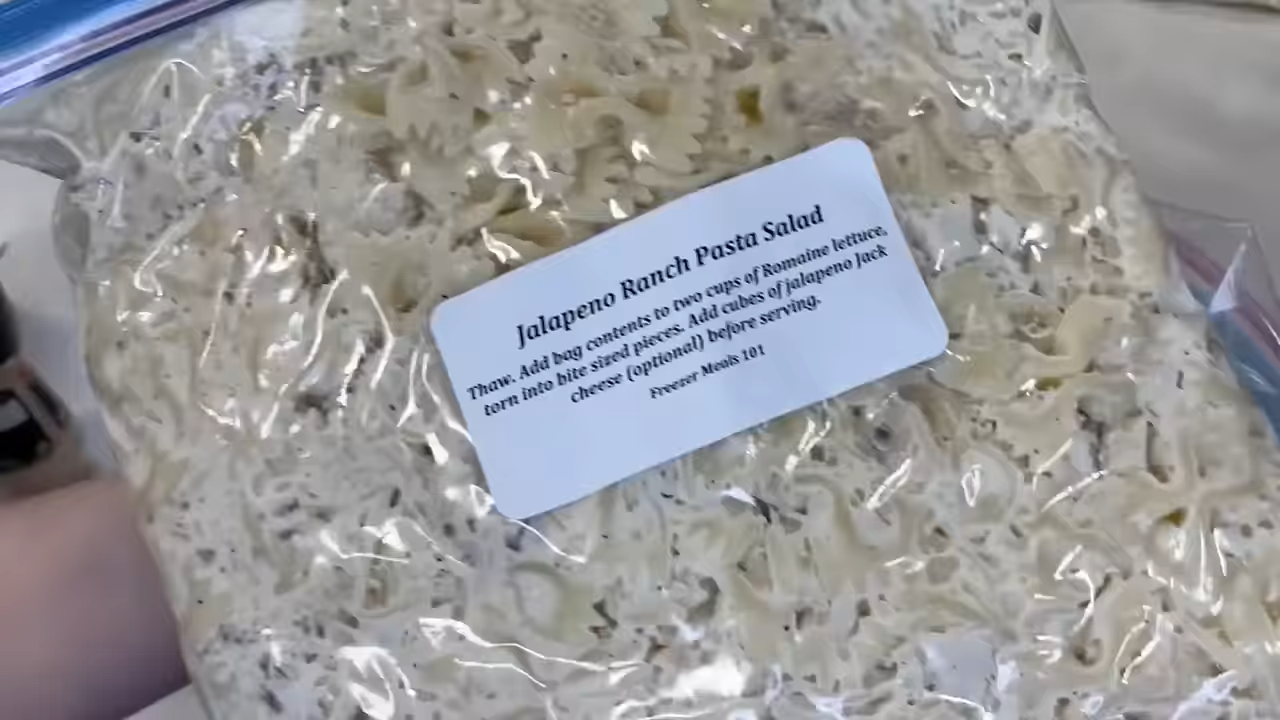 Jalapeno Ranch Pasta Salad
Thaw. Add bag contents to two cups of Romaine lettuce,
torn into bite sized pieces. Add cubes of jalapeno Jack
cheese (optional) before serving.
Freezer Meals 101